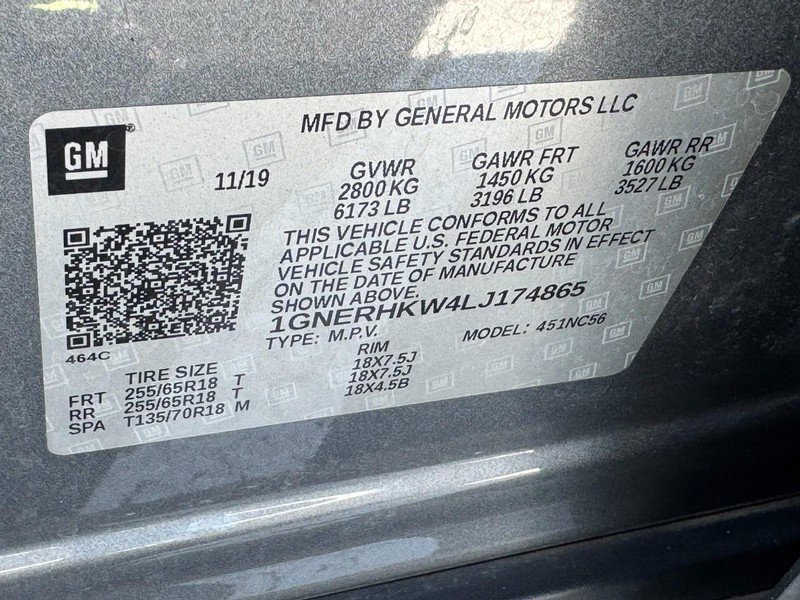 MFD BY GENERAL MOTORS LLC
GM
11/19
GVWR
2800 KG
6173 LB
GAWR FRT
1450 KG
3196 LB
GAWR RR
1600 KG
3527 LB
THIS VEHICLE CONFORMS TO ALL
APPLICABLE U.S. FEDERAL MOTOR
VEHICLE SAFETY STANDARDS IN EFFECT
ON THE DATE OF MANUFACTURE
SHOWN ABOVE.
1GNERHKW4LJ174865
TYPE: M.P.V. MODEL: 451NC56
464C
TIRE SIZE RIM
FRT 255/65R18 T 18X7.5J
RR 255/65R18 T 18X7.5J
SPA T135/70R18 M 18X4.5B